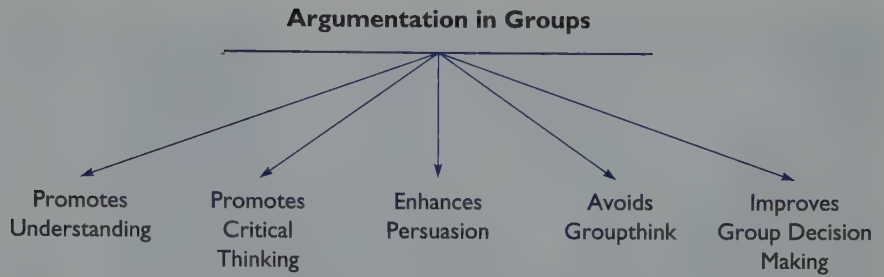 Argumentation in Groups
Promotes
Understanding
Promotes
Critical
Thinking
Enhances
Persuasion
Avoids
Groupthink
Improves
Group Decision
Making